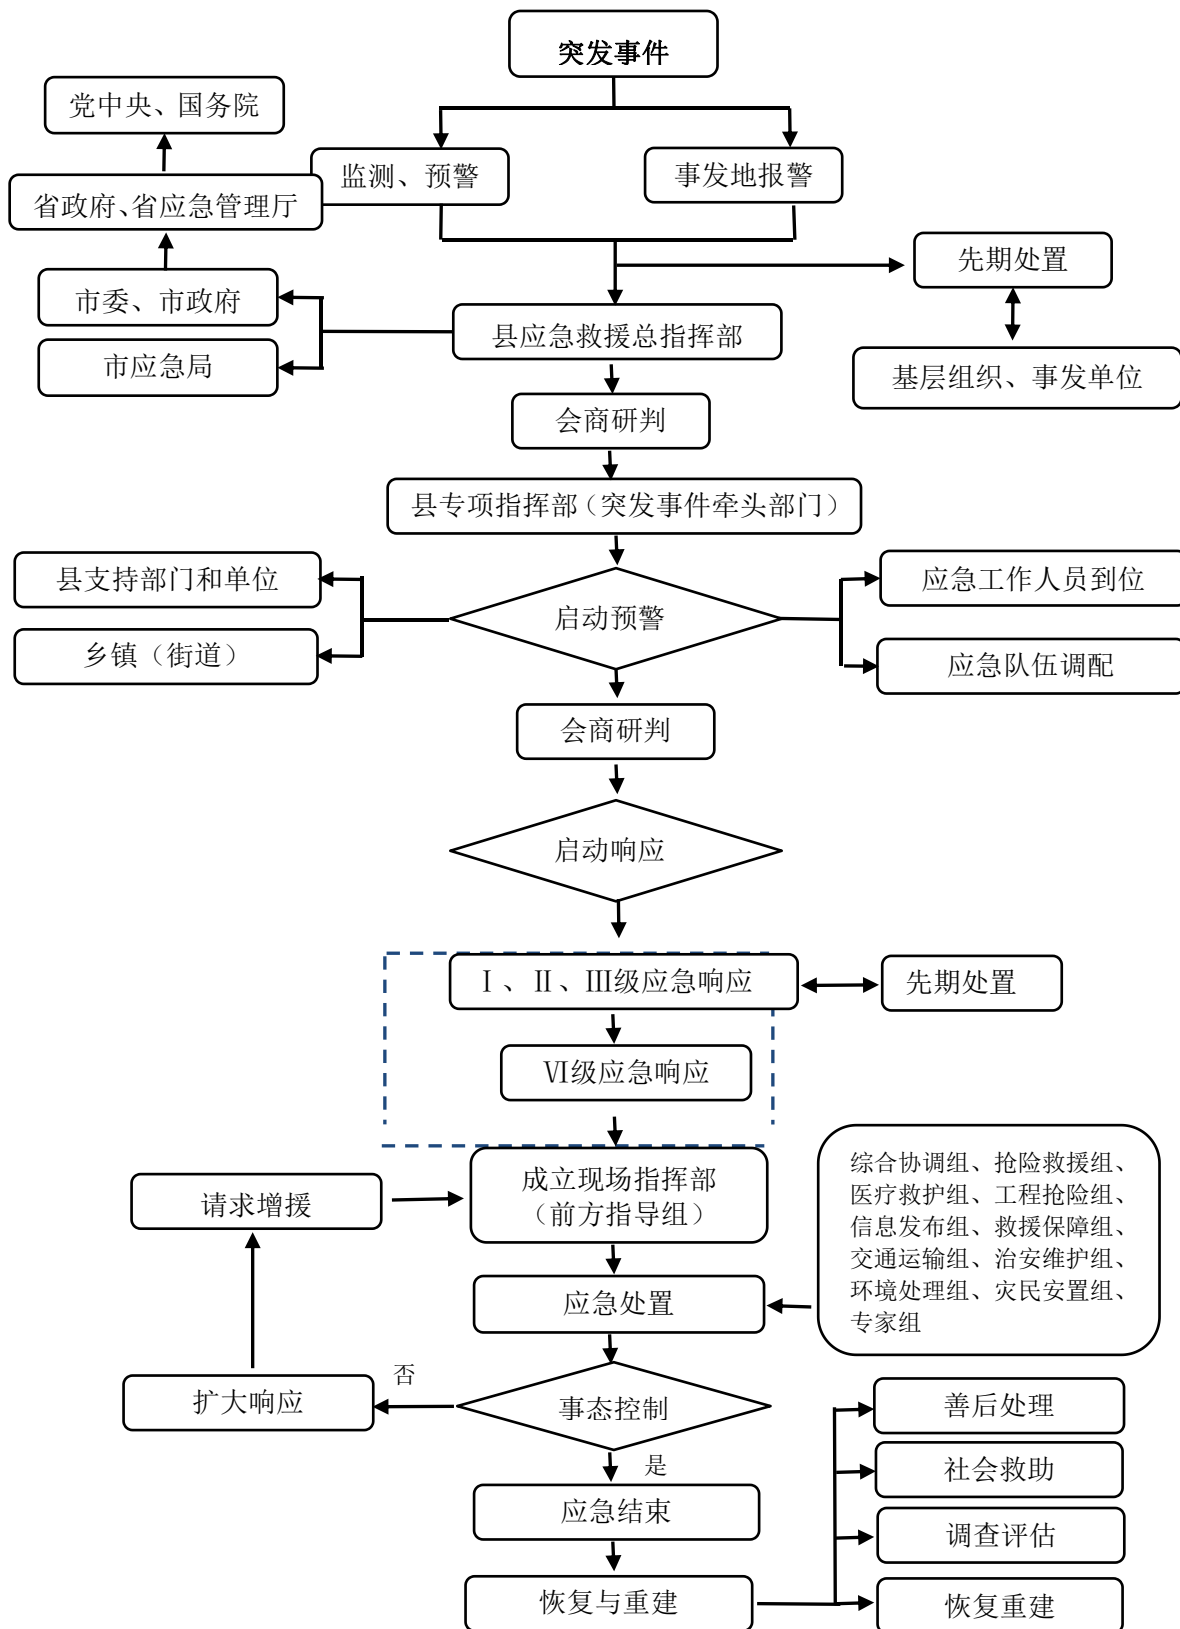 突发事件
党中央、国务院
监测、预警
事发地报警
省政府、省应急管理厅
先期处置
市委、市政府
县应急救援总指挥部
市应急局
基层组织、事发单位
会商研判
县专项指挥部（突发事件牵头部门）
县支持部门和单位
启动预警
应急工作人员到位
乡镇（街道）
应急队伍调配
会商研判
启动响应
Ⅰ、Ⅱ、Ⅲ级应急响应
先期处置
Ⅵ级应急响应
成立现场指挥部
（前方指导组）
请求增援
综合协调组、抢险救援组、
医疗救护组、工程抢险组、
信息发布组、救援保障组、
交通运输组、治安维护组、
环境处理组、灾民安置组、
专家组
应急处置
否
扩大响应
事态控制
善后处理
是
社会救助
应急结束
调查评估
恢复与重建
恢复重建